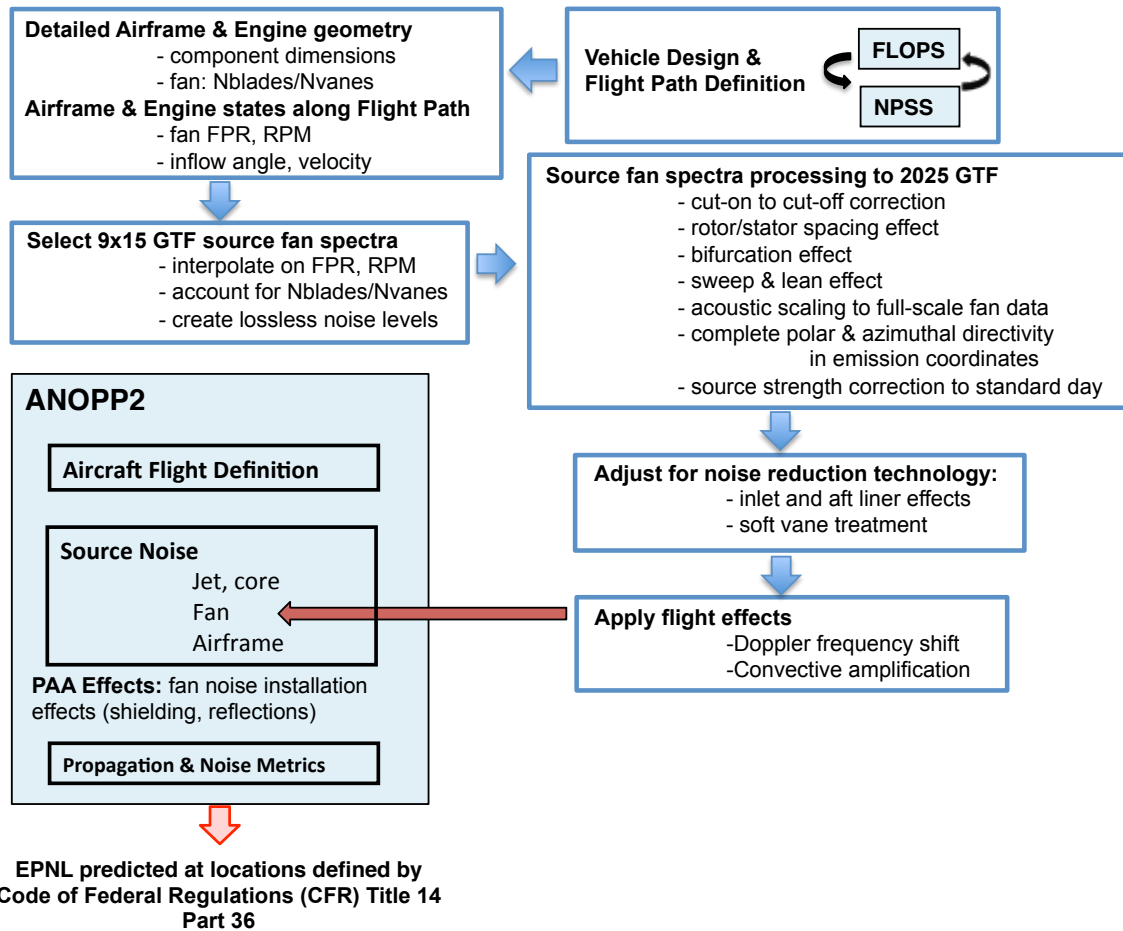 Detailed Airframe & Engine geometry
- component dimensions
- fan: Nblades/Nvanes
Airframe & Engine states along Flight Path
- fan FPR, RPM
- inflow angle, velocity
Vehicle Design &
Flight Path Definition
FLOPS
NPSS
Select 9x15 GTF source fan spectra
- interpolate on FPR, RPM
- account for Nblades/Nvanes
- create lossless noise levels
Source fan spectra processing to 2025 GTF
- cut-on to cut-off correction
- rotor/stator spacing effect
- bifurcation effect
- sweep & lean effect
- acoustic scaling to full-scale fan data
- complete polar & azimuthal directivity
in emission coordinates
- source strength correction to standard day
Adjust for noise reduction technology:
- inlet and aft liner effects
- soft vane treatment
Apply flight effects
-Doppler frequency shift
-Convective amplification
ANOPP2
Aircraft Flight Definition
Source Noise
Jet, core
Fan
Airframe
PAA Effects: fan noise installation
effects (shielding, reflections)
Propagation & Noise Metrics
EPNL predicted at locations defined by
Code of Federal Regulations (CFR) Title 14
Part 36